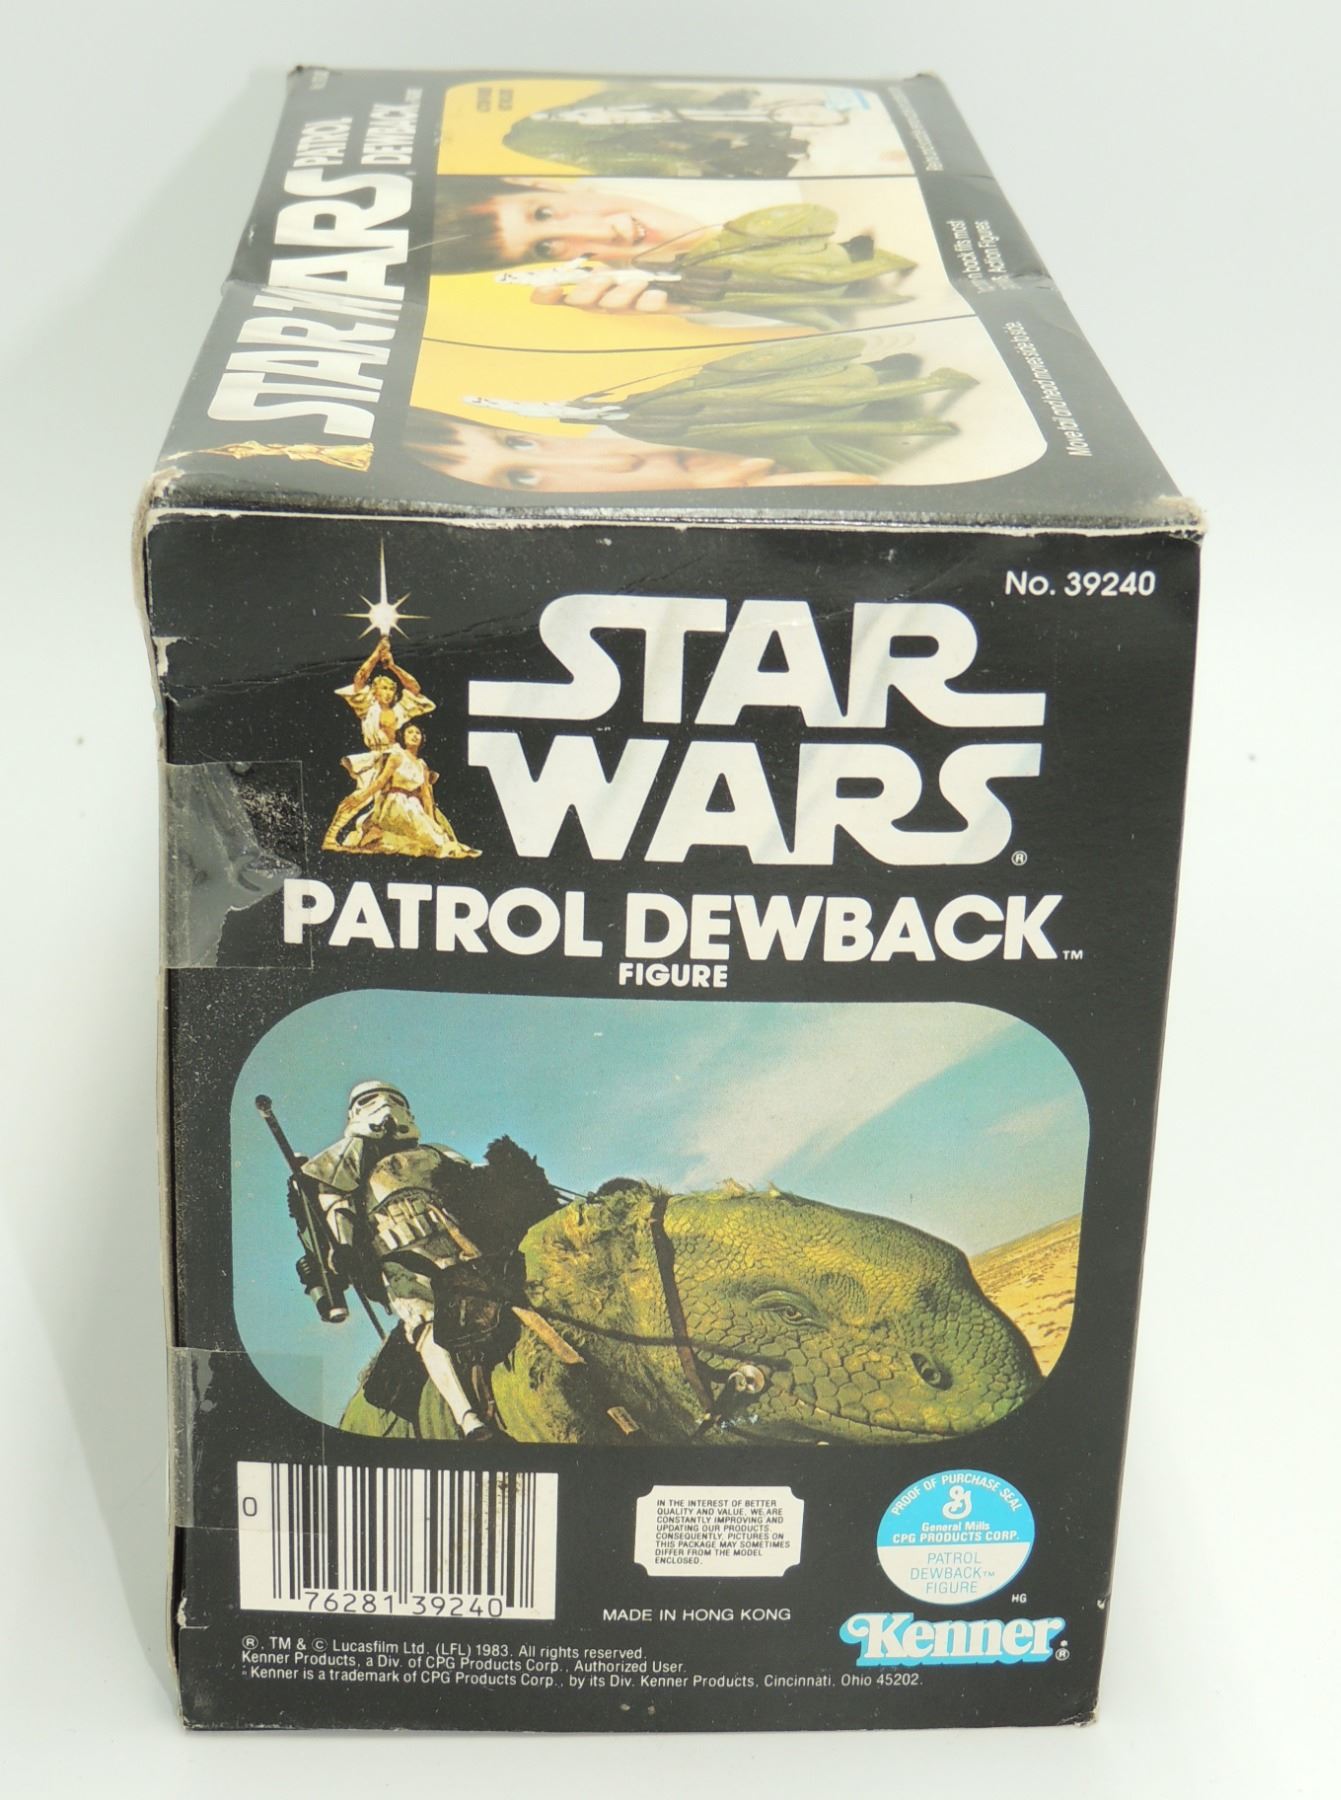 STAR WARS
PATROL
DEWBACK
Move tail and head moves side to side
No. 39240
STAR
WARS®
PATROL DEWBACK™
FIGURE
0
76281 39240
IN THE INTEREST OF BETTER
QUALITY AND VALUE, WE ARE
CONSTANTLY IMPROVING AND
UPDATING OUR PRODUCTS.
CONSEQUENTLY, PICTURES ON
THIS PACKAGE MAY SOMETIMES
DIFFER FROM THE MODEL
ENCLOSED.
MADE IN HONG KONG
PROOF OF PURCHASE SEAL
General Mills
CPG PRODUCTS CORP.
PATROL
DEWBACK™
FIGURE
HG
Kenner®
®, TM & © Lucasfilm Ltd. (LFL) 1983. All rights reserved.
Kenner Products, a Div. of CPG Products Corp., Authorized User.
Kenner is a trademark of CPG Products Corp., by its Div. Kenner Products, Cincinnati, Ohio 45202.